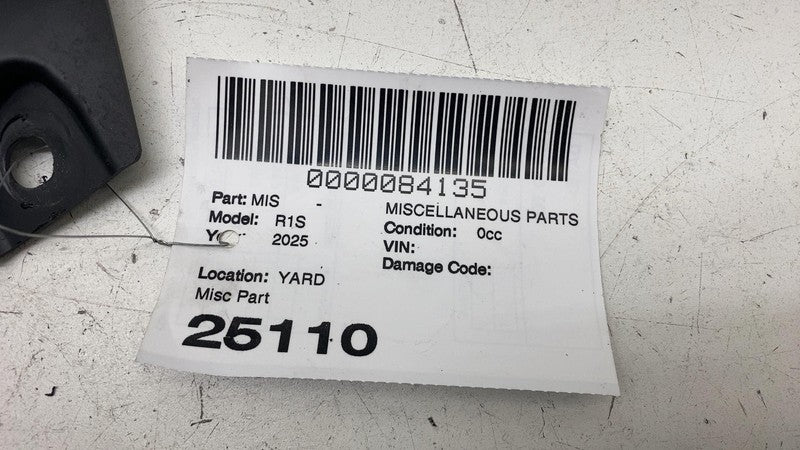 0000084135
Part: MIS - MISCELLANEOUS PARTS
Model: R1S Condition: 0cc
2025 VIN:
Damage Code:
Location: YARD
Misc Part
25110